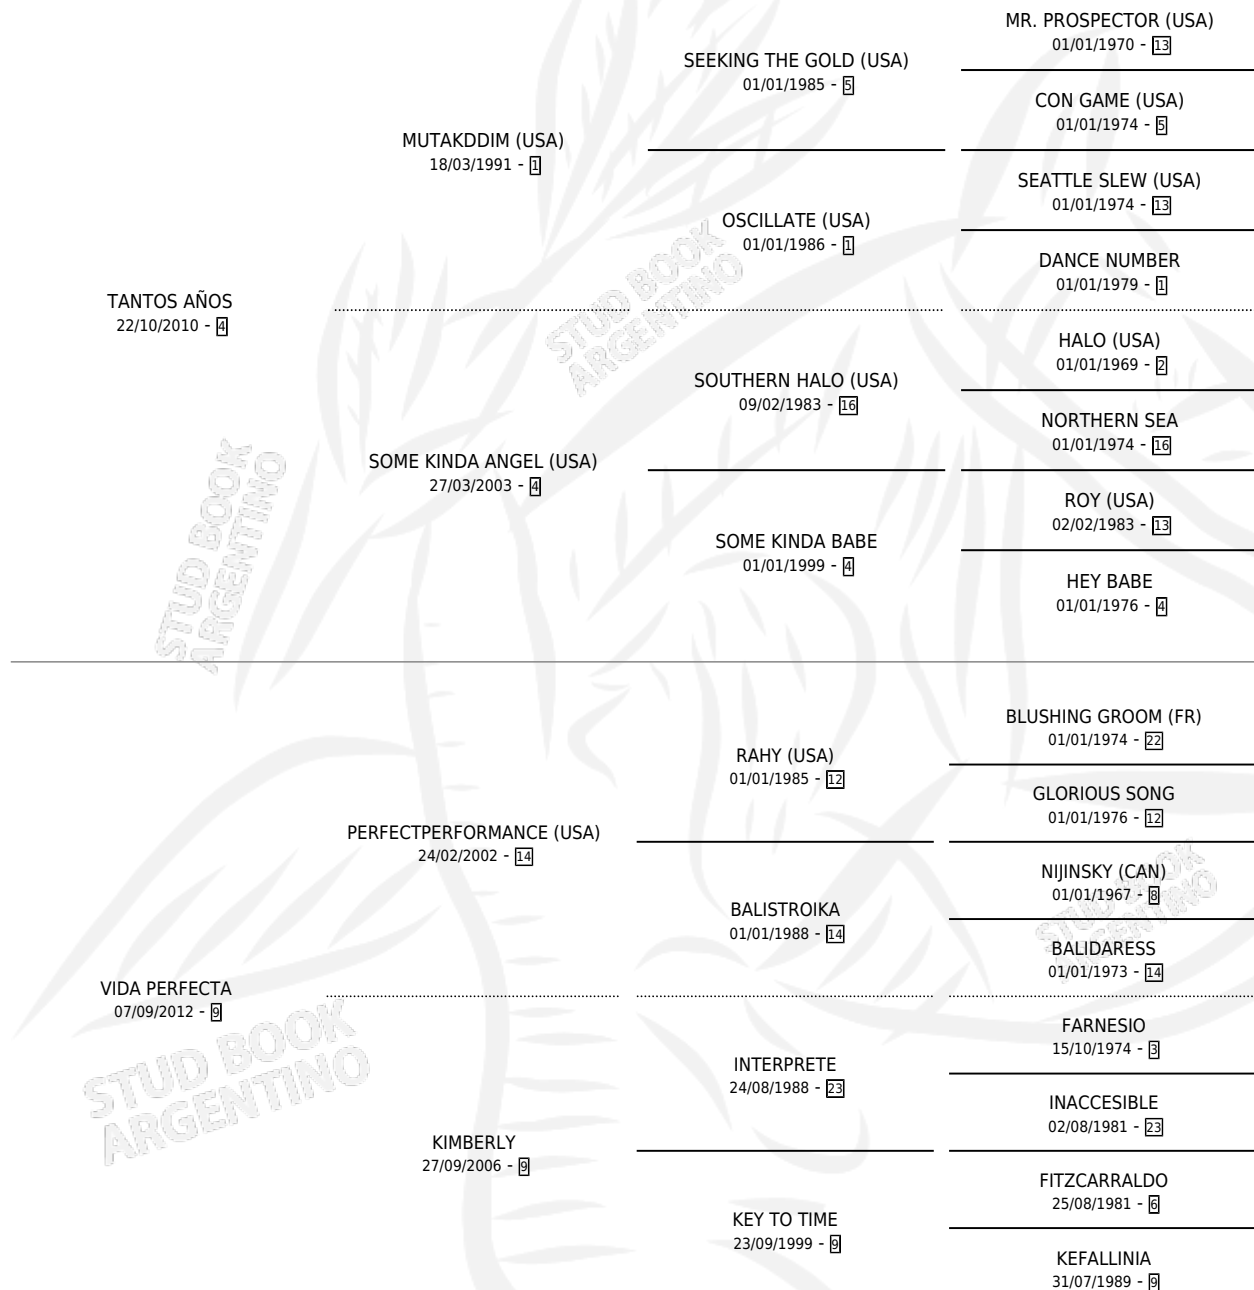 MR. PROSPECTOR (USA)
01/01/1970 - 13
SEEKING THE GOLD (USA)
01/01/1985 - 5
CON GAME (USA)
01/01/1974 - 5
MUTAKDDIM (USA)
18/03/1991 - 1
SEATTLE SLEW (USA)
01/01/1974 - 13
OSCILLATE (USA)
01/01/1986 - 1
DANCE NUMBER
01/01/1979 - 1
TANTOS AÑOS
22/10/2010 - 4
HALO (USA)
01/01/1969 - 2
SOUTHERN HALO (USA)
09/02/1983 - 16
NORTHERN SEA
01/01/1974 - 16
SOME KINDA ANGEL (USA)
27/03/2003 - 4
ROY (USA)
02/02/1983 - 13
SOME KINDA BABE
01/01/1999 - 4
HEY BABE
01/01/1976 - 4
BLUSHING GROOM (FR)
01/01/1974 - 22
RAHY (USA)
01/01/1985 - 12
GLORIOUS SONG
01/01/1976 - 12
PERFECTPERFORMANCE (USA)
24/02/2002 - 14
NIJINSKY (CAN)
01/01/1967 - 8
BALISTROIKA
01/01/1988 - 14
BALIDARESS
01/01/1973 - 14
VIDA PERFECTA
07/09/2012 - 9
FARNESIO
15/10/1974 - 3
INTERPRETE
24/08/1988 - 23
INACCESIBLE
02/08/1981 - 23
KIMBERLY
27/09/2006 - 9
FITZCARRALDO
25/08/1981 - 6
KEY TO TIME
23/09/1999 - 9
KEFALLINIA
31/07/1989 - 9
STUD BOOK
ARGENTINO
STUD BOOK
ARGENTINO
STUD BOOK
ARGENTINO
STUD BOOK
ARGENTINO